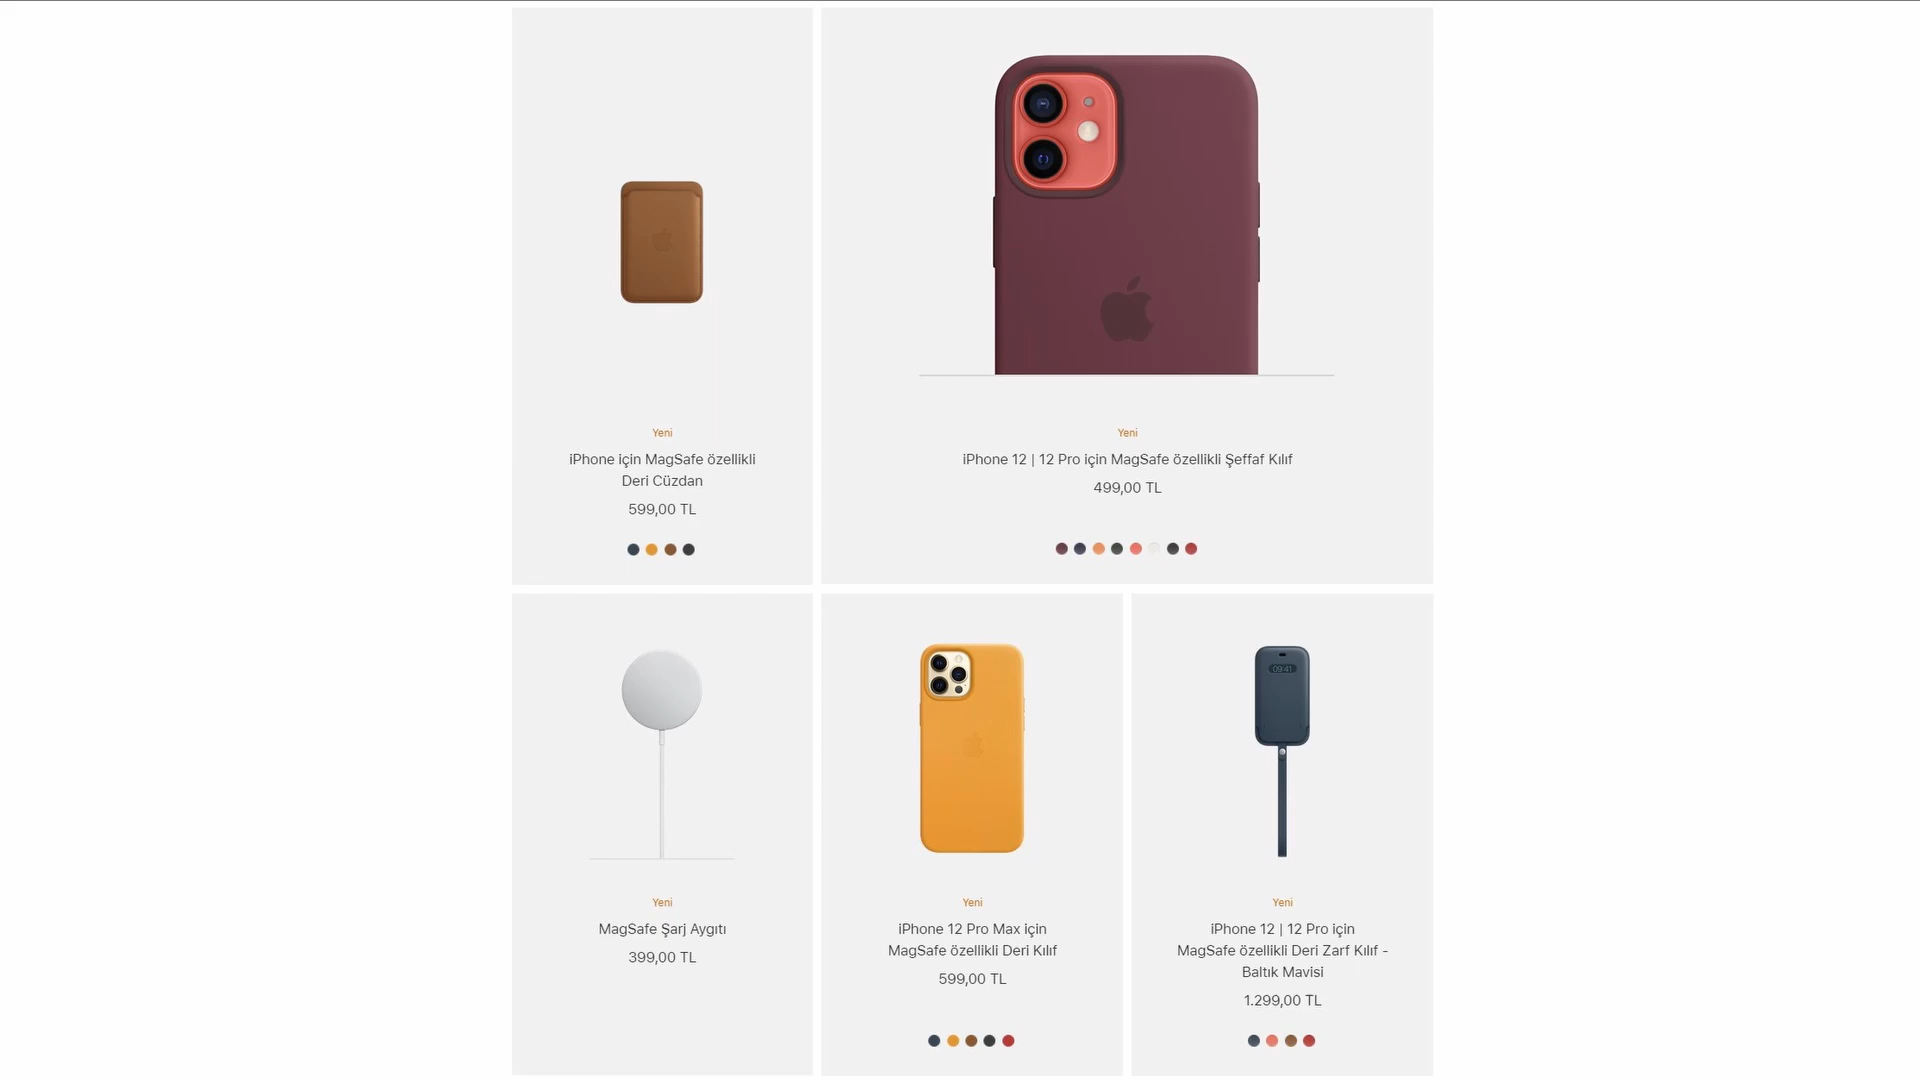 Yeni
iPhone için MagSafe özellikli
Deri Cüzdan
599,00 TL
Yeni
iPhone 12 | 12 Pro için MagSafe özellikli Şeffaf Kılıf
499,00 TL
Yeni
MagSafe Şarj Aygıtı
399,00 TL
Yeni
iPhone 12 Pro Max için
MagSafe özellikli Deri Kılıf
599,00 TL
09:41
Yeni
iPhone 12 | 12 Pro için
MagSafe özellikli Deri Zarf Kılıf -
Baltık Mavisi
1.299,00 TL